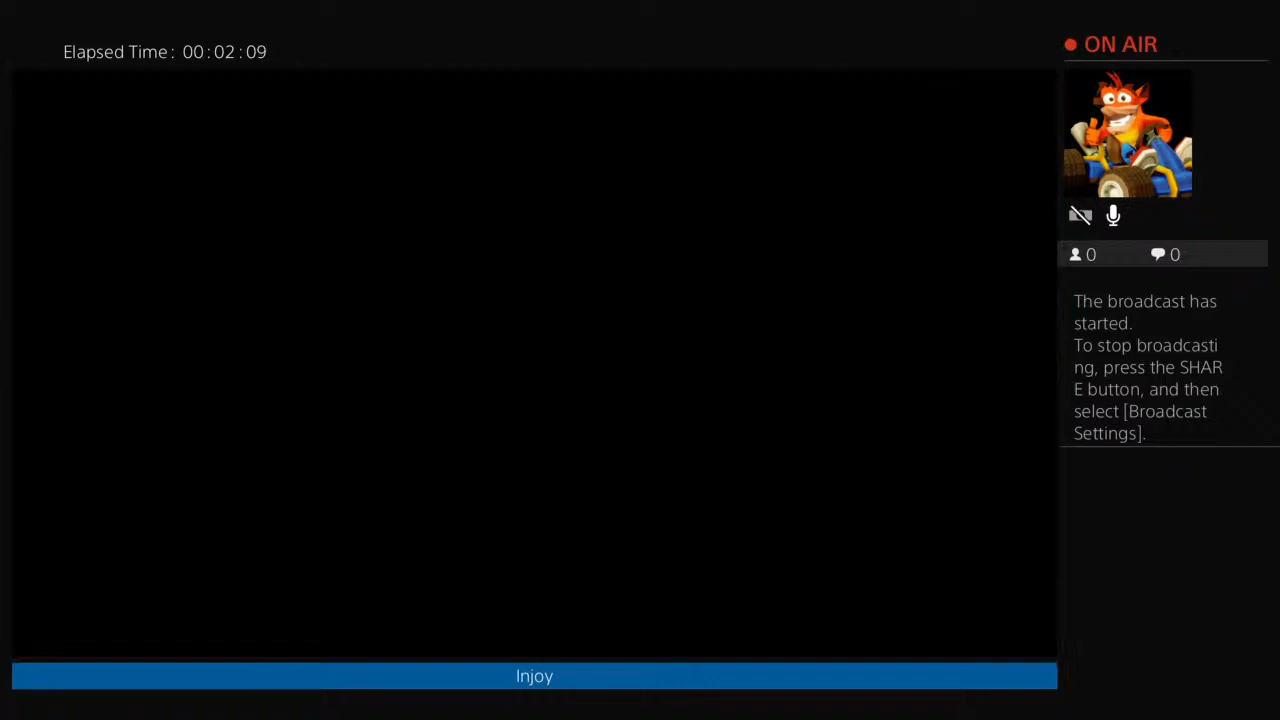 Elapsed Time: 00:02:09
ON AIR
0 0
The broadcast has
started.
To stop broadcasti
ng, press the SHAR
E button, and then
select [Broadcast
Settings].
Injoy